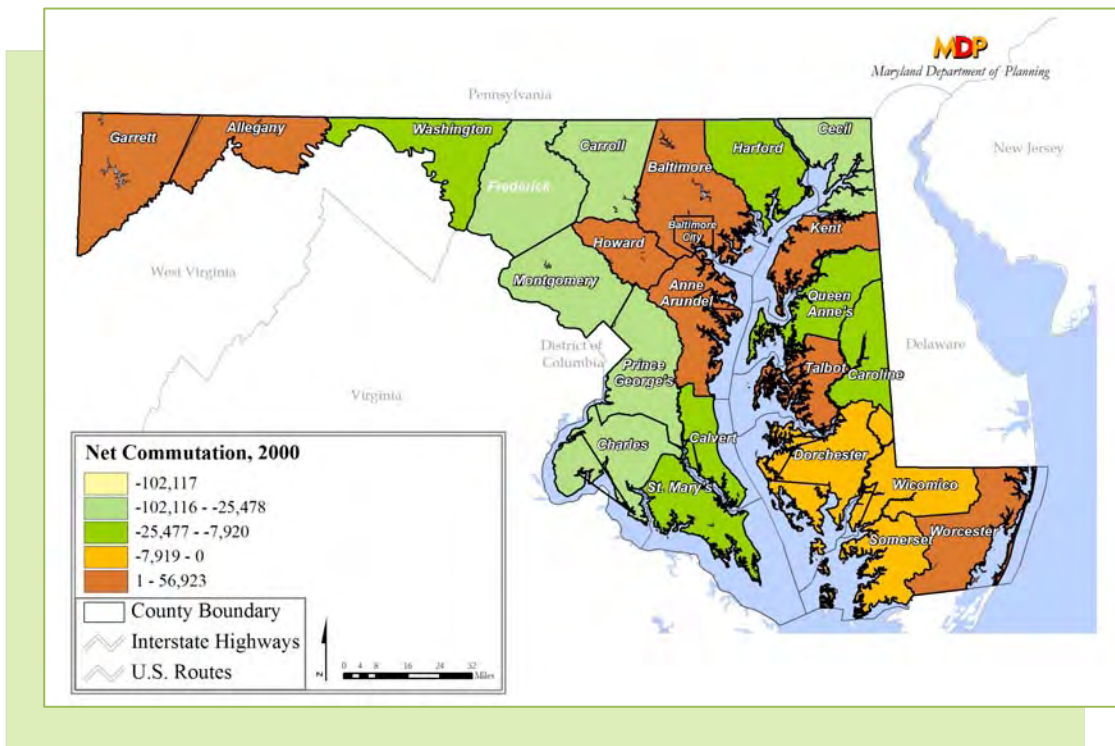 MDP
Maryland Department of Planning
Pennsylvania
New Jersey
Garrett
Allegany
Washington
Frederick
Carroll
Baltimore
Harford
Cecil
Baltimore
City
Howard
Kent
West Virginia
Montgomery
Anne
Arundel
Queen
Anne's
District of
Columbia
Delaware
Prince
George's
Talbot
Caroline
Virginia
Charles
Calvert
Dorchester
Wicomico
St. Mary's
Somerset
Worcester
Net Commutation, 2000
-102,117
-102,116 - -25,478
-25,477 - -7,920
-7,919 - 0
1 - 56,923
County Boundary
Interstate Highways
U.S. Routes
N
0 4 8 16 24 32
Miles